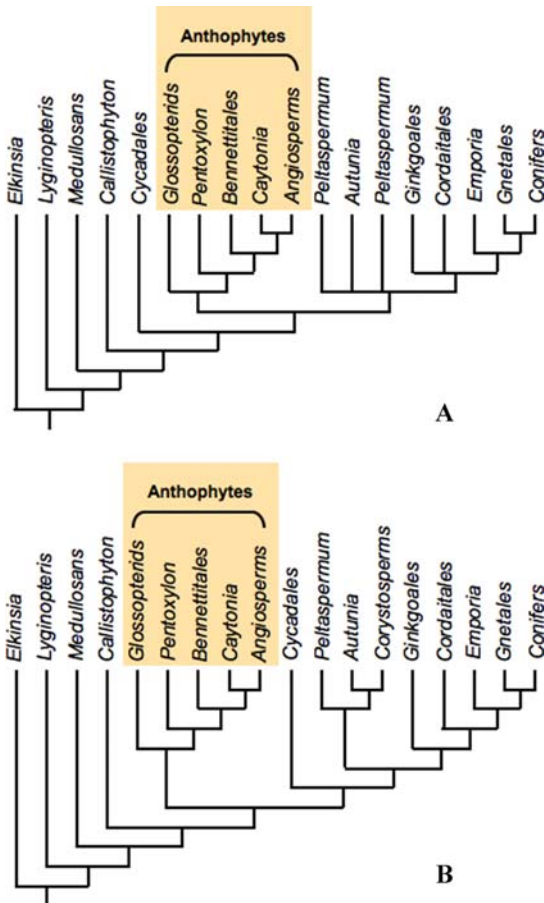 Anthophytes
Elkinsia
Lyginopteris
Medullosans
Callistophyton
Cycadales
Glossopterids
Pentoxylon
Bennettitales
Caytonia
Angiosperms
Peltaspermum
Autunia
Peltaspermum
Ginkgoales
Cordaitales
Emporia
Gnetales
Conifers
A
Anthophytes
Elkinsia
Lyginopteris
Medullosans
Callistophyton
Glossopterids
Pentoxylon
Bennettitales
Caytonia
Angiosperms
Cycadales
Peltaspermum
Autunia
Corystosperms
Ginkgoales
Cordaitales
Emporia
Gnetales
Conifers
B